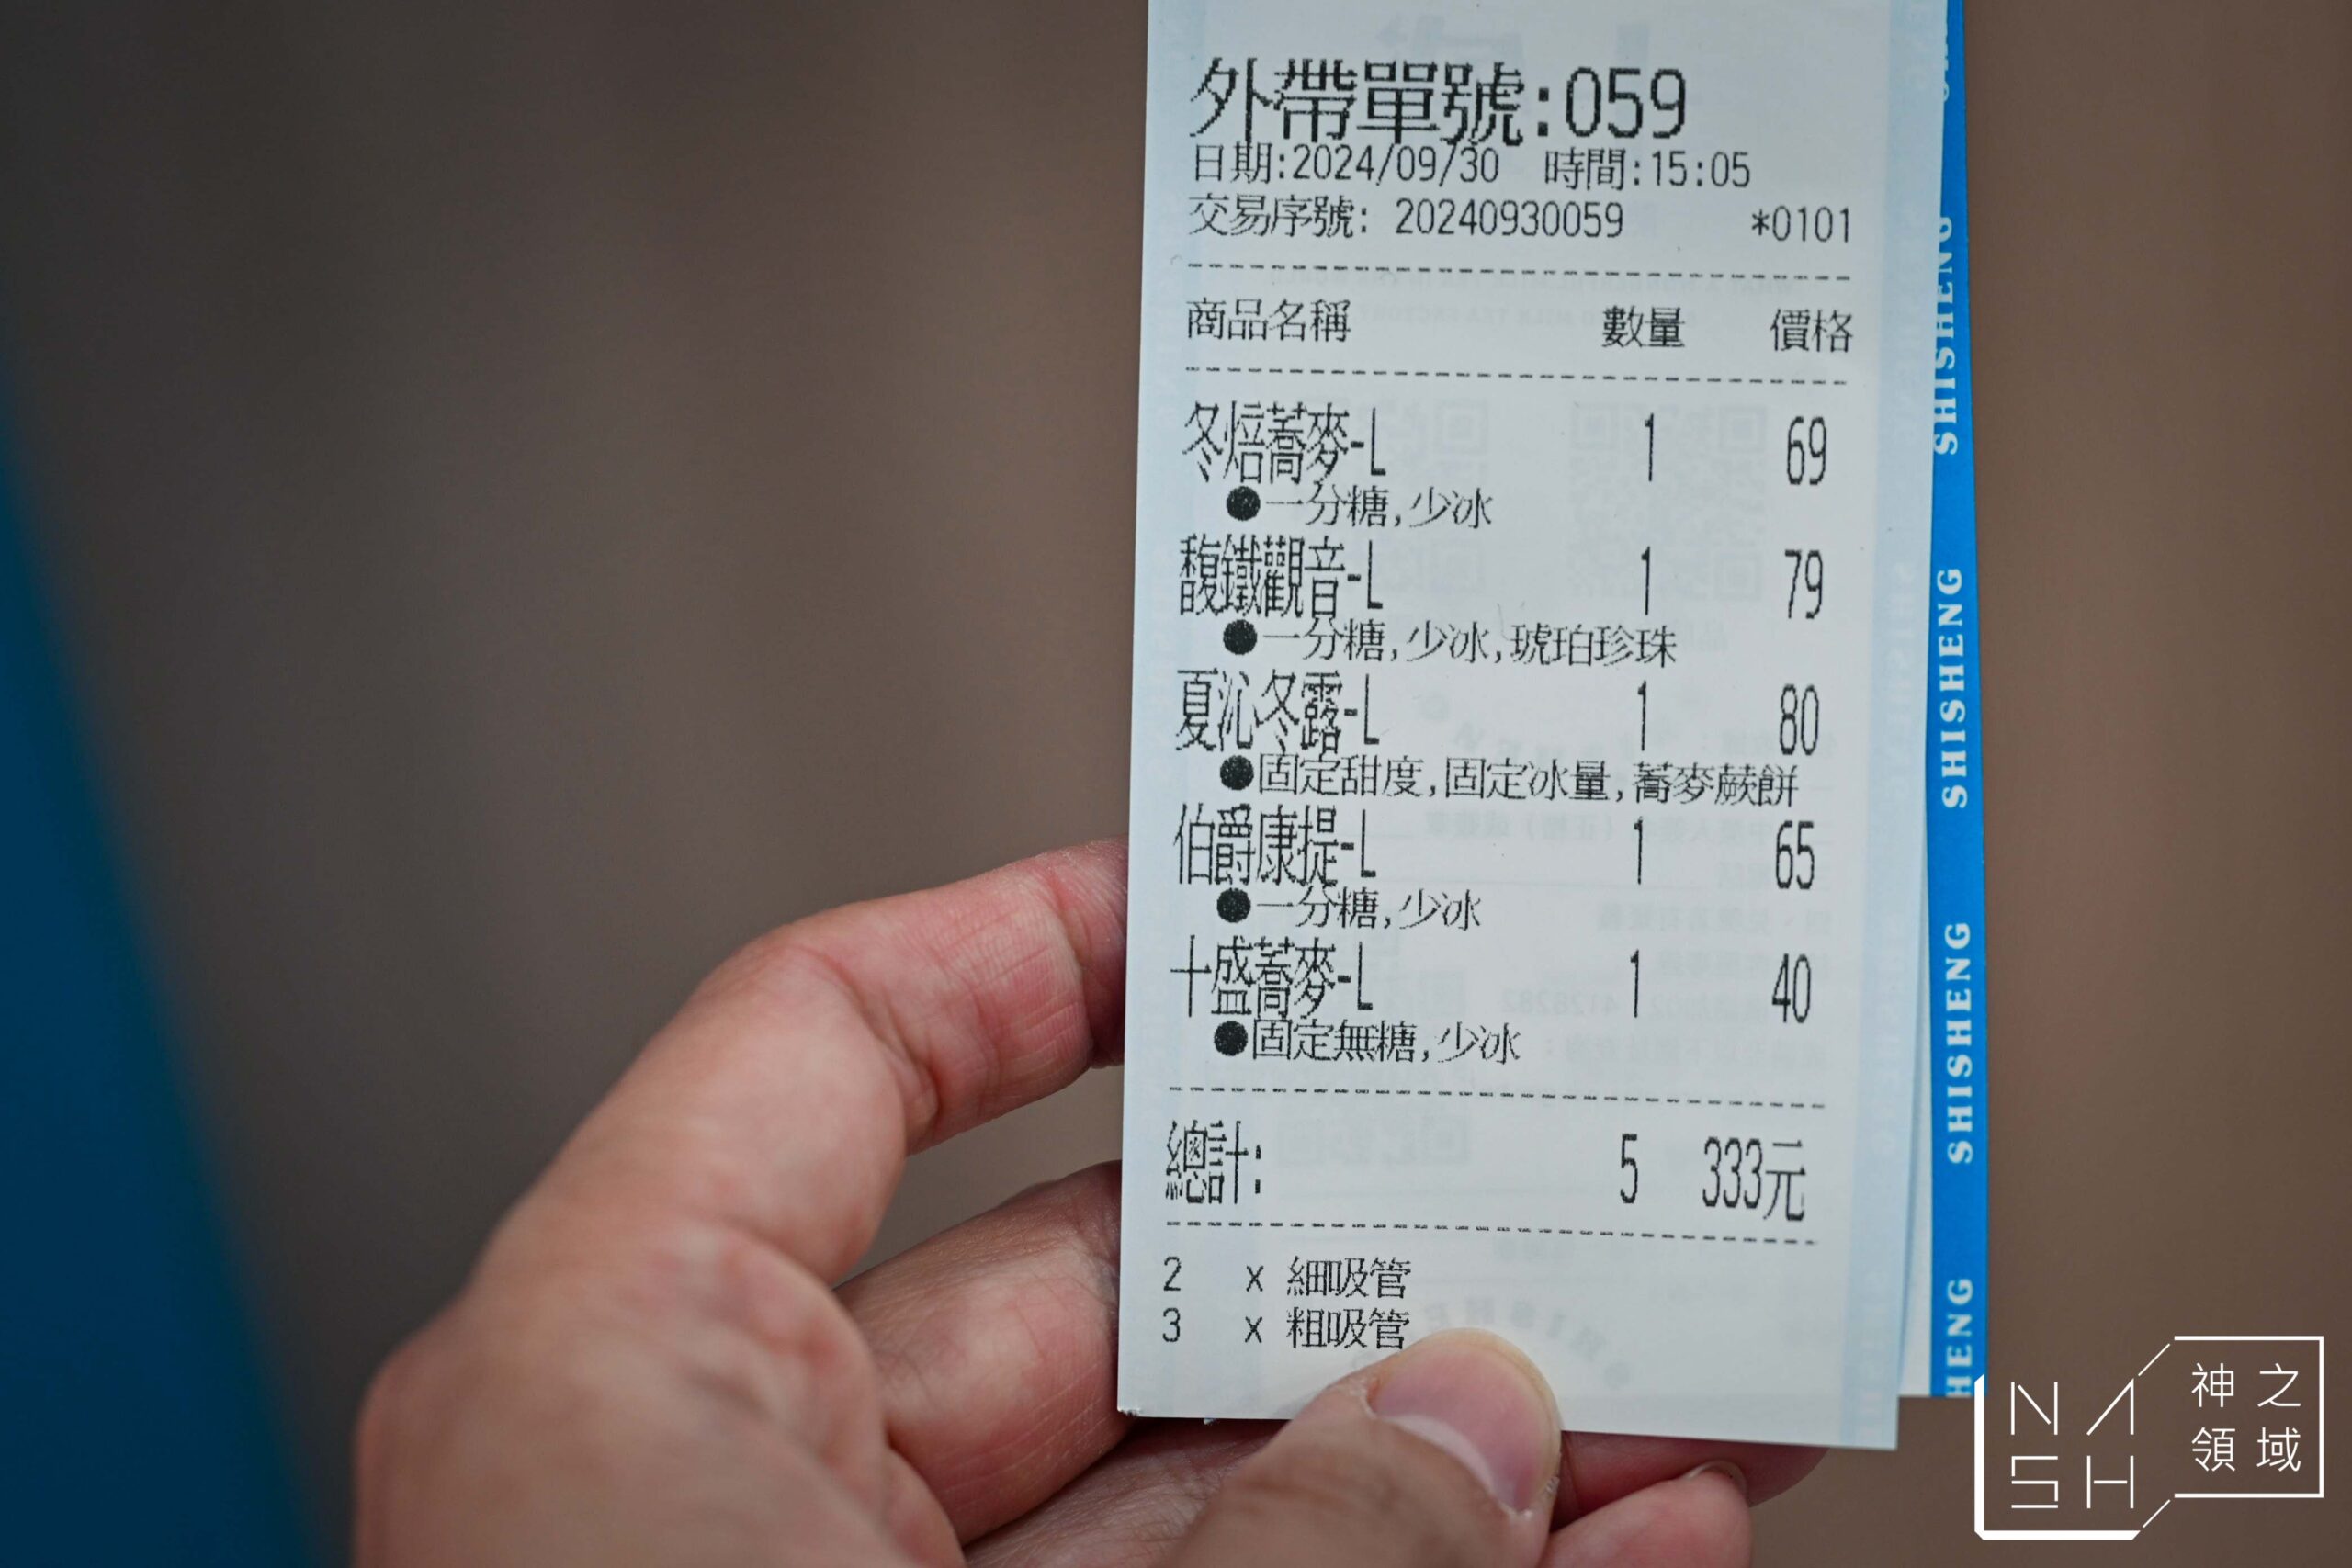 外帶單號:059
日期:2024/09/30 時間:15:05
交易序號: 20240930059 *0101
商品名稱 數量 價格
冬焙蕎麥-L 1 69
●一分糖,少冰
馥鐵觀音-L 1 79
●一分糖,少冰,琥珀珍珠
夏沁冬露-L 1 80
●固定甜度,固定冰量,蕎麥蕨餅
伯爵康提-L 1 65
●一分糖,少冰
十盛蕎麥-L 1 40
●固定無糖,少冰
總計: 5 333元
2 x 細吸管
3 x 粗吸管
SHISHENG
SHISHENG
SHISHENG
HENG
NASH
神之
領域